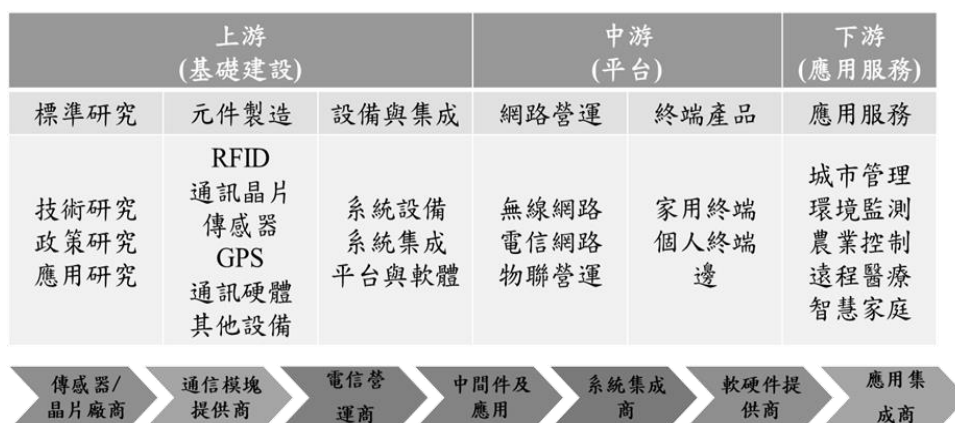 上游
(基礎建設)
中游
(平台)
下游
(應用服務)
標準研究
元件製造
設備與集成
網路營運
終端產品
應用服務
技術研究
政策研究
應用研究
RFID
通訊晶片
傳感器
GPS
通訊硬體
其他設備
系統設備
系統集成
平台與軟體
無線網路
電信網路
物聯營運
家用終端
個人終端
邊
城市管理
環境監測
農業控制
遠程醫療
智慧家庭
傳感器/
晶片廠商
通信模塊
提供商
電信營
運商
中間件及
應用
系統集成
商
軟硬件提
供商
應用集
成商